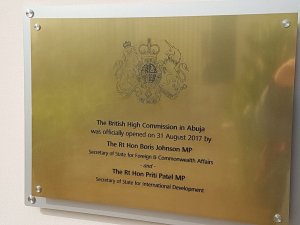 The British High Commission in Abuja
was officially opened on 31 August 2017 by
The Rt Hon Boris Johnson MP
Secretary of State for Foreign & Commonwealth Affairs
- and -
The Rt Hon Priti Patel MP
Secretary of State for International Development